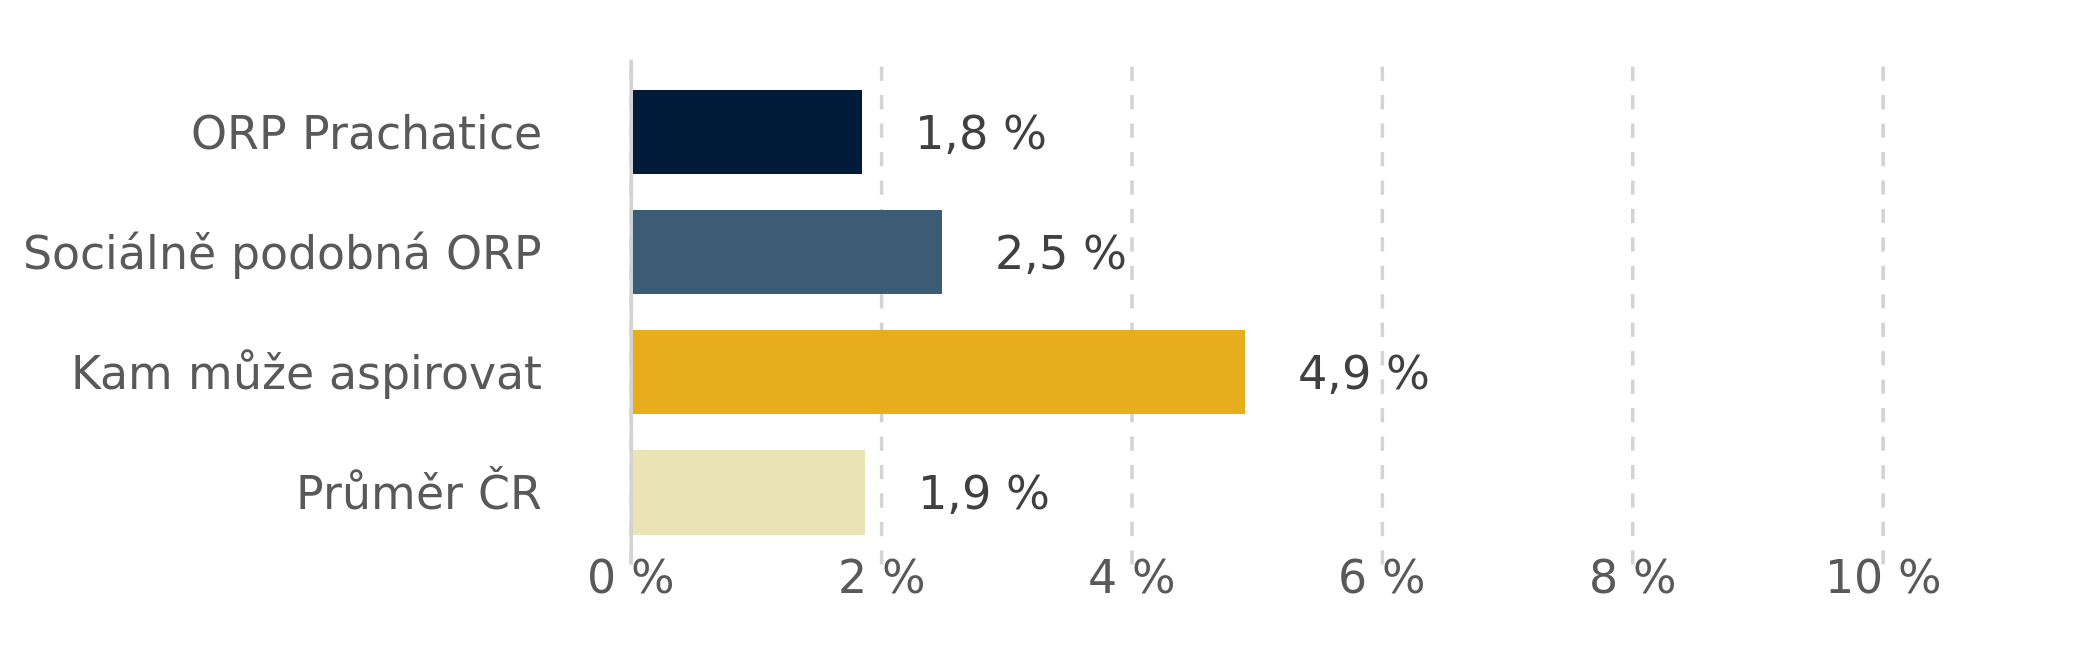 ORP Prachatice 1,8 %
Sociálně podobná ORP 2,5 %
Kam může aspirovat 4,9 %
Průměr ČR 1,9 %
0 % 2 % 4 % 6 % 8 % 10 %